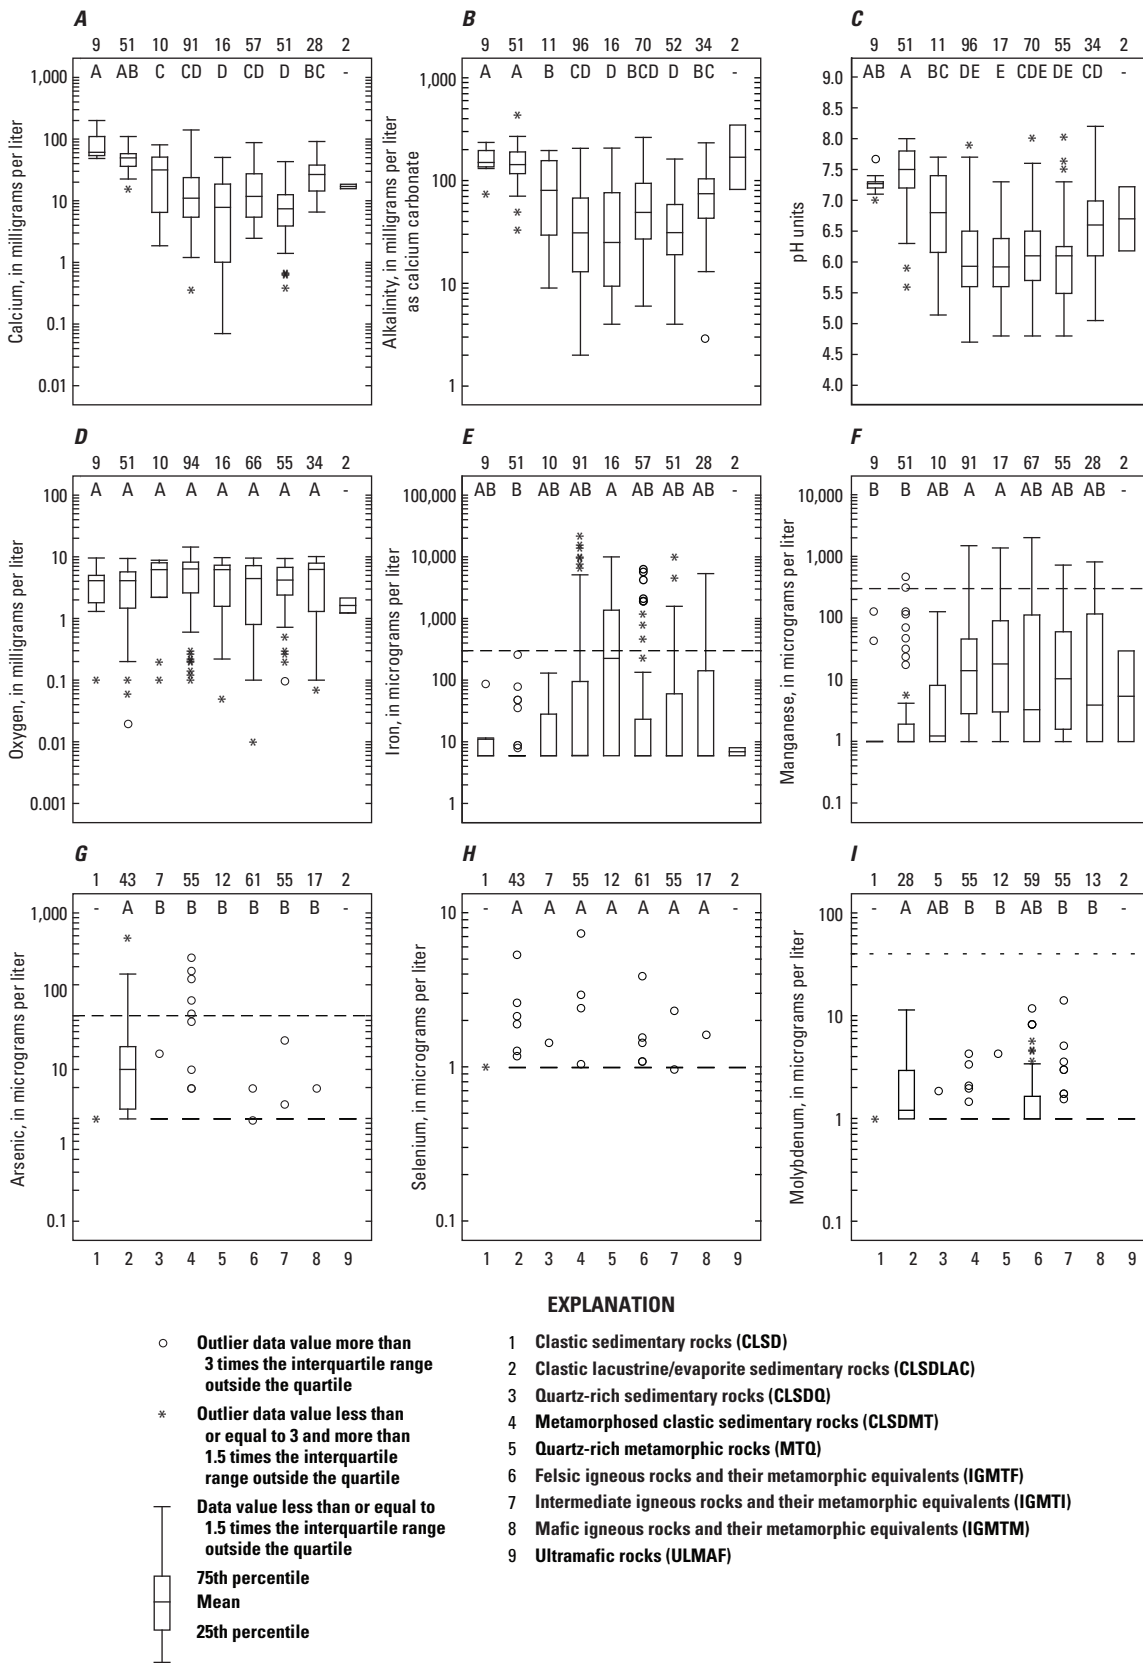 A
9 51 10 91 16 57 51 28 2
A AB C CD D CD D BC -
1,000
100
10
1
0.1
0.01
Calcium, in milligrams per liter
B
9 51 11 96 16 70 52 34 2
A A B CD D BCD D BC -
1,000
100
10
1
Alkalinity, in milligrams per liter
as calcium carbonate
C
9 51 11 96 17 70 55 34 2
AB A BC DE E CDE DE CD -
9.0
8.5
8.0
7.5
7.0
6.5
6.0
5.5
5.0
4.5
4.0
pH units
D
9 51 10 94 16 66 55 34 2
A A A A A A A A -
100
10
1
0.1
0.01
0.001
Oxygen, in milligrams per liter
E
9 51 10 91 16 57 51 28 2
AB B AB AB A AB AB AB -
100,000
10,000
1,000
100
10
1
Iron, in micrograms per liter
F
9 51 10 91 17 67 55 28 2
B B AB A A AB AB AB -
10,000
1,000
100
10
1
0.1
Manganese, in micrograms per liter
G
1 43 7 55 12 61 55 17 2
- A B B B B B B -
1,000
100
10
1
0.1
Arsenic, in micrograms per liter
1 2 3 4 5 6 7 8 9
H
1 43 7 55 12 61 55 17 2
- A A A A A A A -
10
1
0.1
Selenium, in micrograms per liter
1 2 3 4 5 6 7 8 9
I
1 28 5 55 12 59 55 13 2
- A AB B B AB B B -
100
10
1
0.1
Molybdenum, in micrograms per liter
1 2 3 4 5 6 7 8 9
EXPLANATION
Outlier data value more than
3 times the interquartile range
outside the quartile
Outlier data value less than
or equal to 3 and more than
1.5 times the interquartile
range outside the quartile
Data value less than or equal to
1.5 times the interquartile range
outside the quartile
75th percentile
Mean
25th percentile
1 Clastic sedimentary rocks (CLSD)
2 Clastic lacustrine/evaporite sedimentary rocks (CLSDLAC)
3 Quartz-rich sedimentary rocks (CLSDQ)
4 Metamorphosed clastic sedimentary rocks (CLSDMT)
5 Quartz-rich metamorphic rocks (MTQ)
6 Felsic igneous rocks and their metamorphic equivalents (IGMTF)
7 Intermediate igneous rocks and their metamorphic equivalents (IGMTI)
8 Mafic igneous rocks and their metamorphic equivalents (IGMTM)
9 Ultramafic rocks (ULMAF)